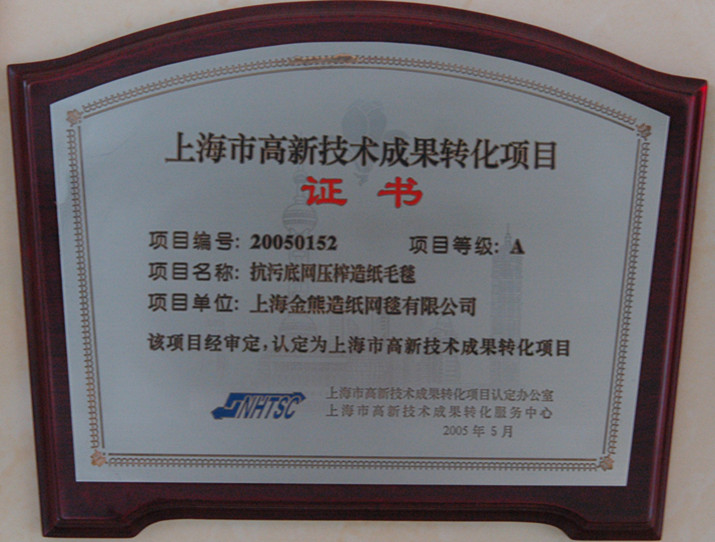 上海市高新技术成果转化项目
证书
项目编号: 20050152 项目等级: A
项目名称: 抗污底网压榨造纸毛毯
项目单位: 上海金熊造纸网毯有限公司
该项目经审定,认定为上海市高新技术成果转化项目
SNHTSC
上海市高新技术成果转化项目认定办公室
上海市高新技术成果转化服务中心
2005 年 5 月